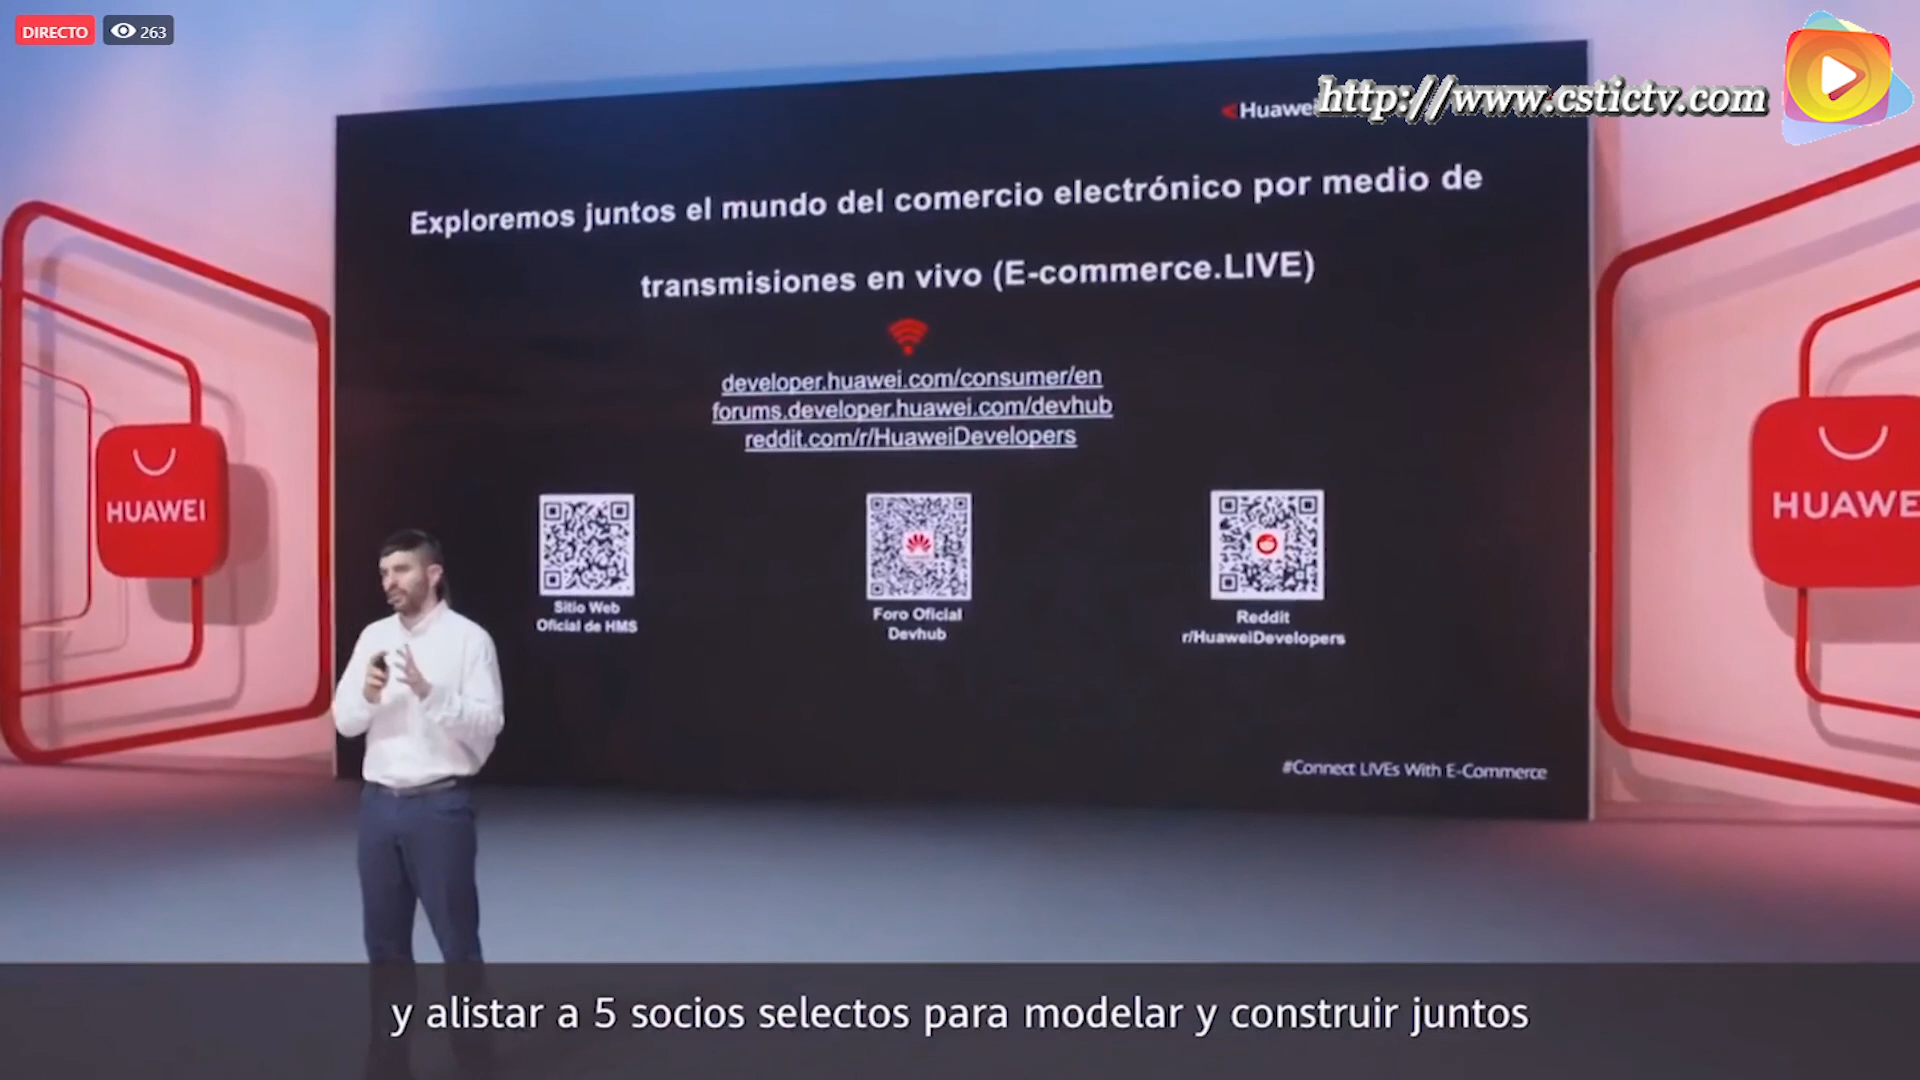 DIRECTO
263
http://www.cstictv.com
Huawei
Exploremos juntos el mundo del comercio electrónico por medio de
transmisiones en vivo (E-commerce.LIVE)
developer.huawei.com/consumer/en
forums.developer.huawei.com/devhub
reddit.com/r/HuaweiDevelopers
HUAWEI
HUAWE
Sitio Web
Oficial de HMS
Foro Oficial
Devhub
Reddit
r/HuaweiDevelopers
#Connect LIVEs With E-Commerce
y alistar a 5 socios selectos para modelar y construir juntos